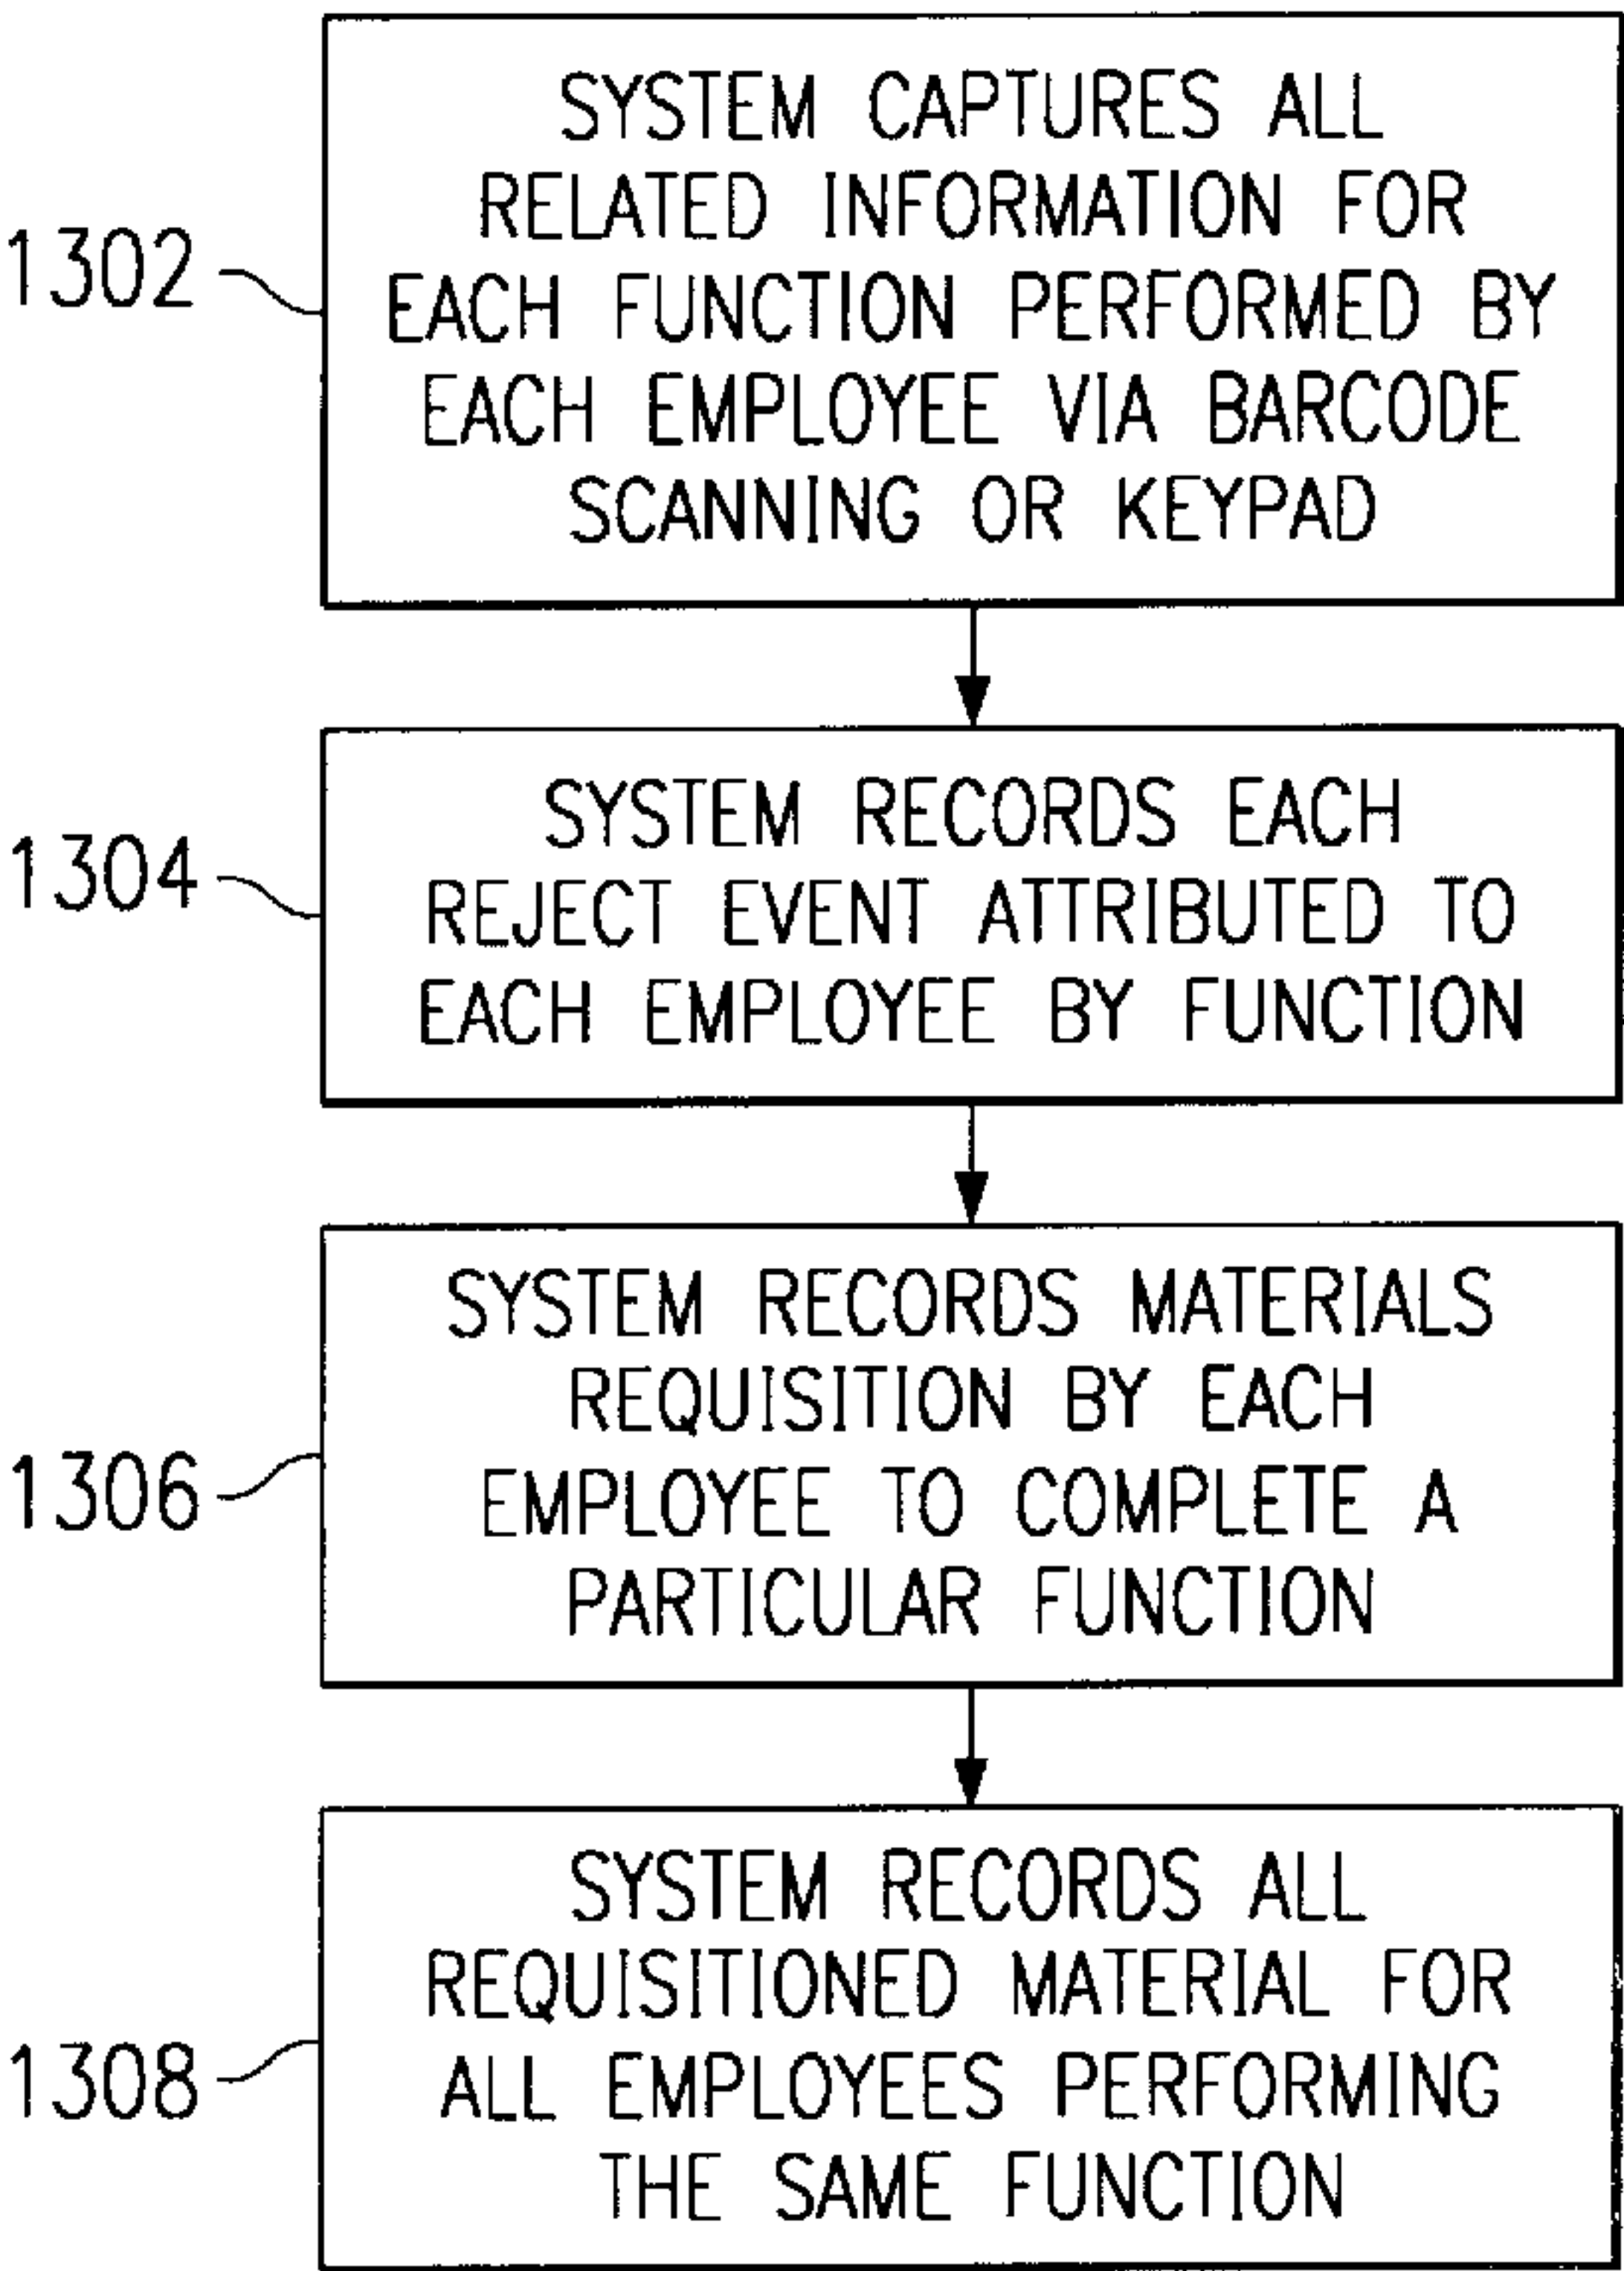 SYSTEM CAPTURES ALL
RELATED INFORMATION FOR
1302
EACH FUNCTION PERFORMED BY
EACH EMPLOYEE VIA BARCODE
SCANNING OR KEYPAD
SYSTEM RECORDS EACH
1304
REJECT EVENT ATTRIBUTED TO
EACH EMPLOYEE BY FUNCTION
SYSTEM RECORDS MATERIALS
REQUISITION BY EACH
1306
EMPLOYEE TO COMPLETE A
PARTICULAR FUNCTION
SYSTEM RECORDS ALL
REQUISITIONED MATERIAL FOR
1308
ALL EMPLOYEES PERFORMING
THE SAME FUNCTION